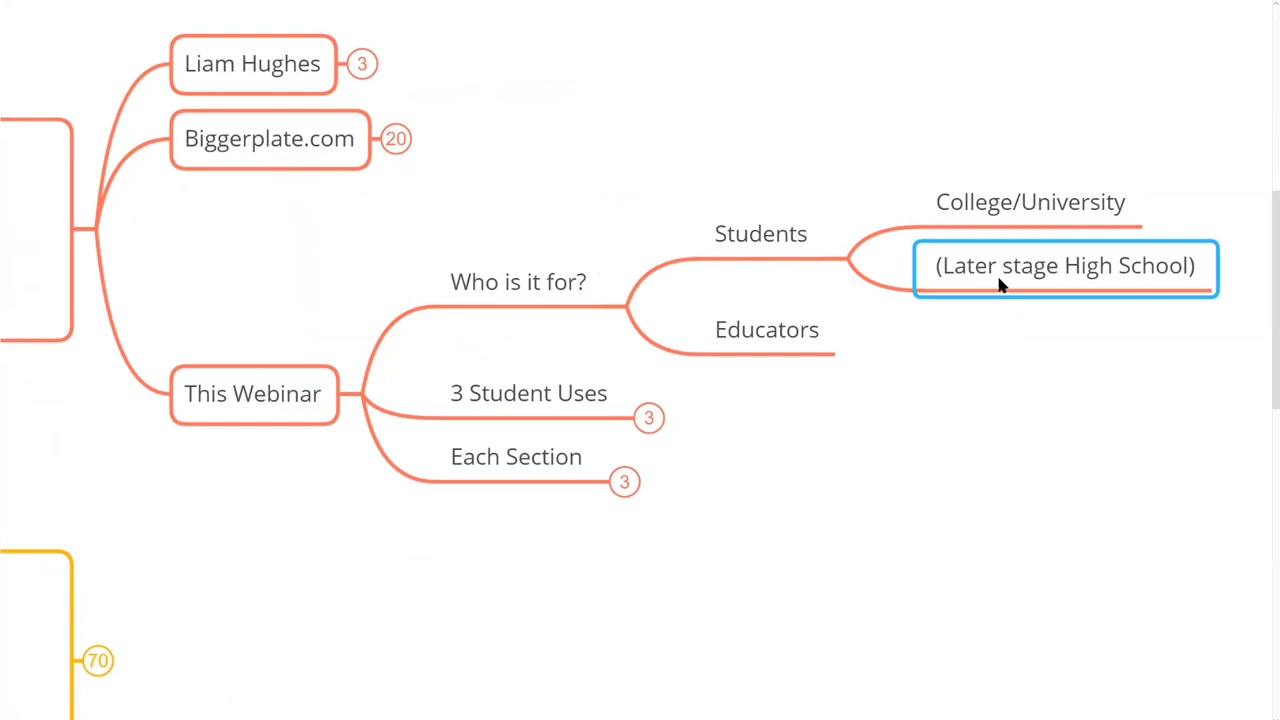 Liam Hughes 3
Biggerplate.com 20
College/University
Students
(Later stage High School)
Who is it for?
Educators
This Webinar
3 Student Uses 3
Each Section 3
70